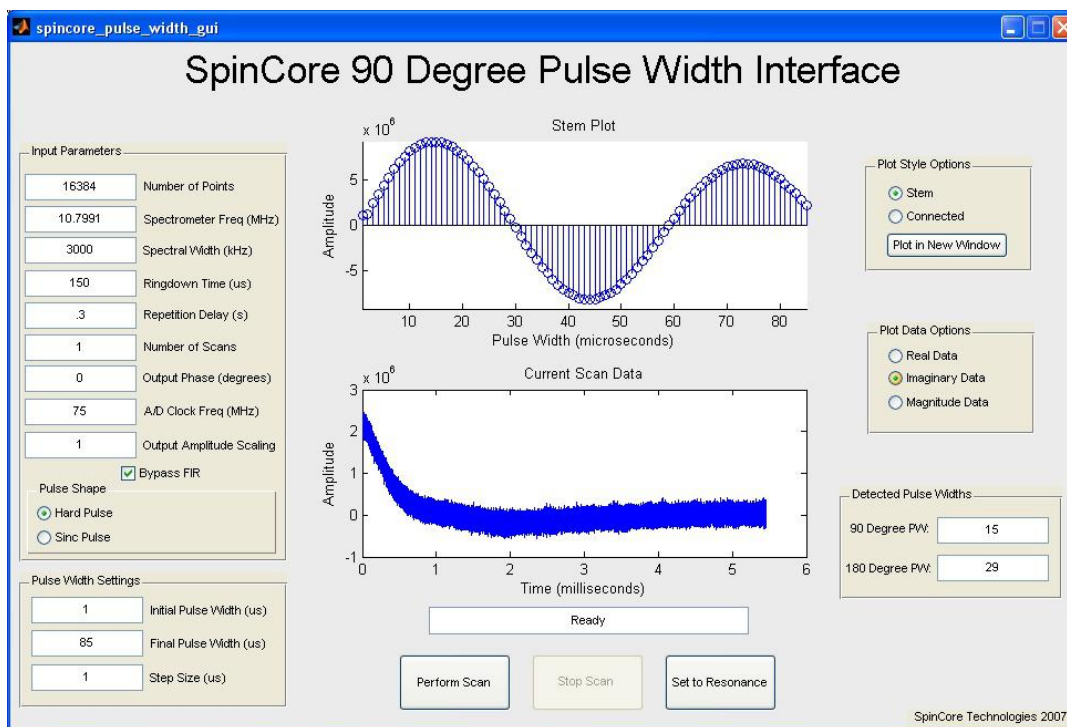 spincore_pulse_width_gui
SpinCore 90 Degree Pulse Width Interface
Input Parameters
16384 Number of Points
10.7991 Spectrometer Freq (MHz)
3000 Spectral Width (kHz)
150 Ringdown Time (us)
.3 Repetition Delay (s)
1 Number of Scans
0 Output Phase (degrees)
75 A/D Clock Freq (MHz)
1 Output Amplitude Scaling
Bypass FIR
Pulse Shape
Hard Pulse
Sinc Pulse
Pulse Width Settings
1 Initial Pulse Width (us)
85 Final Pulse Width (us)
1 Step Size (us)
x 10^6
Stem Plot
Amplitude
5
0
-5
10 20 30 40 50 60 70 80
Pulse Width (microseconds)
x 10^6
Current Scan Data
Amplitude
3
2
1
0
-1
0 1 2 3 4 5 6
Time (milliseconds)
Ready
Perform Scan
Stop Scan
Set to Resonance
Plot Style Options
Stem
Connected
Plot in New Window
Plot Data Options
Real Data
Imaginary Data
Magnitude Data
Detected Pulse Widths
90 Degree PW: 15
180 Degree PW: 29
SpinCore Technologies 2007